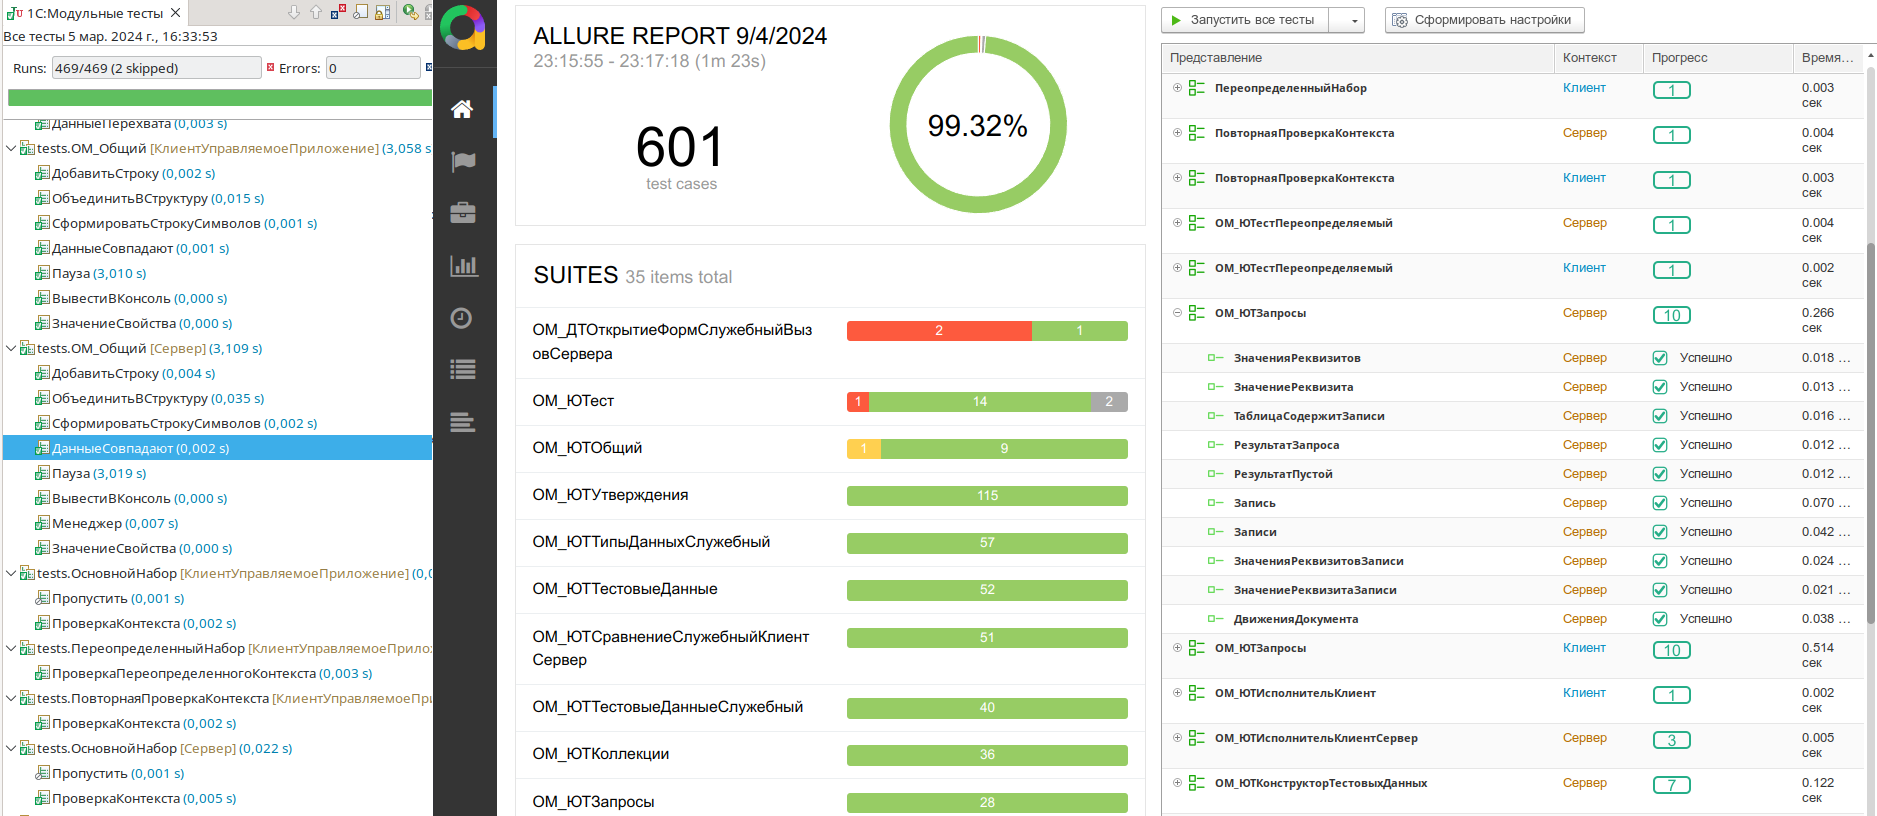 1С:Модульные тесты
Все тесты 5 мар. 2024 г., 16:33:53
Runs: 469/469 (2 skipped) Errors: 0
ДанныеПерехвата (0,003 s)
tests.ОМ_Общий [КлиентУправляемоеПриложение] (3,058 s
ДобавитьСтроку (0,002 s)
ОбъединитьВСтруктуру (0,015 s)
СформироватьСтрокуСимволов (0,001 s)
ДанныеСовпадают (0,001 s)
Пауза (3,010 s)
ВывестиВКонсоль (0,000 s)
ЗначениеСвойства (0,000 s)
tests.ОМ_Общий [Сервер] (3,109 s)
ДобавитьСтроку (0,004 s)
ОбъединитьВСтруктуру (0,035 s)
СформироватьСтрокуСимволов (0,002 s)
ДанныеСовпадают (0,002 s)
Пауза (3,019 s)
ВывестиВКонсоль (0,000 s)
Менеджер (0,007 s)
ЗначениеСвойства (0,000 s)
tests.ОсновнойНабор [КлиентУправляемоеПриложение] (0,0
Пропустить (0,001 s)
ПроверкаКонтекста (0,002 s)
tests.ПереопределенныйНабор [КлиентУправляемоеПрило
ПроверкаПереопределенногоКонтекста (0,003 s)
tests.ПовторнаяПроверкаКонтекста [КлиентУправляемоеПри
ПроверкаКонтекста (0,002 s)
tests.ОсновнойНабор [Сервер] (0,022 s)
Пропустить (0,001 s)
ПроверкаКонтекста (0,005 s)
ALLURE REPORT 9/4/2024
23:15:55 - 23:17:18 (1m 23s)
601
test cases
99.32%
SUITES 35 items total
ОМ_ДТОткрытиеФормСлужебныйВыз
овСервера
2 1
ОМ_ЮТест 1 14 2
ОМ_ЮТОбщий 1 9
ОМ_ЮТУтверждения 115
ОМ_ЮТТипыДанныхСлужебный 57
ОМ_ЮТТестовыеДанные 52
ОМ_ЮТСравнениеСлужебныйКлиент
Сервер
51
ОМ_ЮТТестовыеДанныеСлужебный 40
ОМ_ЮТКоллекции 36
ОМ_ЮТЗапросы 28
Запустить все тесты Сформировать настройки
Представление Контекст Прогресс Время...
ПереопределенныйНабор Клиент 1 0.003
сек
ПовторнаяПроверкаКонтекста Сервер 1 0.004
сек
ПовторнаяПроверкаКонтекста Клиент 1 0.003
сек
ОМ_ЮТестПереопределяемый Сервер 1 0.004
сек
ОМ_ЮТестПереопределяемый Клиент 1 0.002
сек
ОМ_ЮТЗапросы Сервер 10 0.266
сек
ЗначенияРеквизитов Сервер Успешно 0.018 ...
ЗначениеРеквизита Сервер Успешно 0.013 ...
ТаблицаСодержитЗаписи Сервер Успешно 0.016 ...
РезультатЗапроса Сервер Успешно 0.012 ...
РезультатПустой Сервер Успешно 0.012 ...
Запись Сервер Успешно 0.070 ...
Записи Сервер Успешно 0.042 ...
ЗначенияРеквизитовЗаписи Сервер Успешно 0.024 ...
ЗначениеРеквизитаЗаписи Сервер Успешно 0.021 ...
ДвиженияДокумента Сервер Успешно 0.038 ...
ОМ_ЮТЗапросы Клиент 10 0.514
сек
ОМ_ЮТИсполнительКлиент Клиент 1 0.002
сек
ОМ_ЮТИсполнительКлиентСервер Сервер 3 0.005
сек
ОМ_ЮТКонструкторТестовыхДанных Сервер 7 0.122
сек